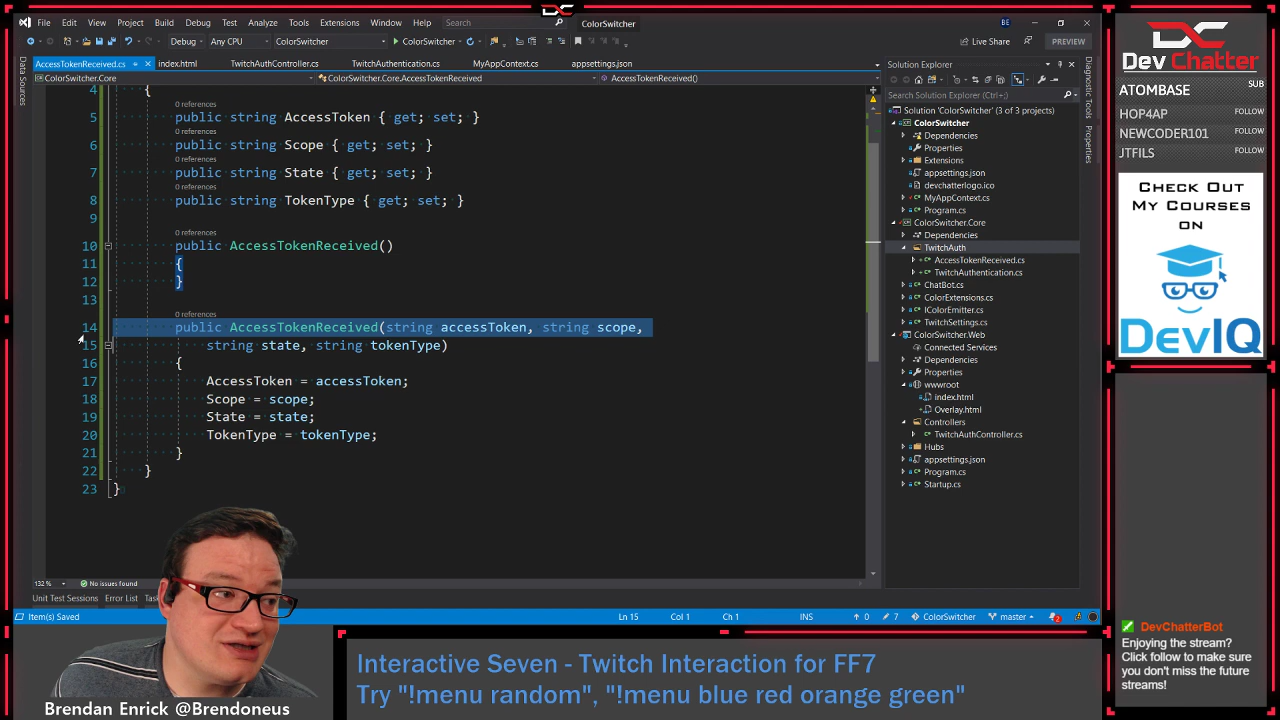 File Edit View Project Build Debug Test Analyze Tools Extensions Window Help Search ColorSwitcher BE
Debug Any CPU ColorSwitcher ColorSwitcher Live Share PREVIEW
AccessTokenReceived.cs index.html TwitchAuthController.cs TwitchAuthentication.cs MyAppContext.cs appsettings.json
ColorSwitcher.Core ColorSwitcher.Core.AccessTokenReceived AccessTokenReceived()
Data Sources
4 {
0 references
5 public string AccessToken { get; set; }
0 references
6 public string Scope { get; set; }
0 references
7 public string State { get; set; }
0 references
8 public string TokenType { get; set; }
9
0 references
10 public AccessTokenReceived()
11 {
12 }
13
0 references
14 public AccessTokenReceived(string accessToken, string scope,
15 string state, string tokenType)
16 {
17 AccessToken = accessToken;
18 Scope = scope;
19 State = state;
20 TokenType = tokenType;
21 }
22 }
23 }
132 % No issues found
Unit Test Sessions Error List
Item(s) Saved Ln 15 Col 1 Ch 1 INS 0 7 ColorSwitcher master 2
Solution Explorer
Search Solution Explorer (Ctrl+;)
Solution 'ColorSwitcher' (3 of 3 projects)
ColorSwitcher
Dependencies
Properties
Extensions
appsettings.json
devchatterlogo.ico
MyAppContext.cs
Program.cs
ColorSwitcher.Core
Dependencies
TwitchAuth
AccessTokenReceived.cs
TwitchAuthentication.cs
ChatBot.cs
ColorExtensions.cs
IColorEmitter.cs
TwitchSettings.cs
ColorSwitcher.Web
Connected Services
Dependencies
Properties
wwwroot
index.html
Overlay.html
Controllers
TwitchAuthController.cs
Hubs
appsettings.json
Program.cs
Startup.cs
Diagnostic Tools
Properties
Dev Chatter
ATOMBASE SUB
HOP4AP FOLLOW
NEWCODER101 FOLLOW
JTFILS FOLLOW
CHECK OUT
MY COURSES
ON
DEVIQ
DevChatterBot
Enjoying the stream?
Click follow to make sure
you don't miss the future
streams!
Brendan Enrick @Brendoneus
Interactive Seven - Twitch Interaction for FF7
Try "!menu random", "!menu blue red orange green"